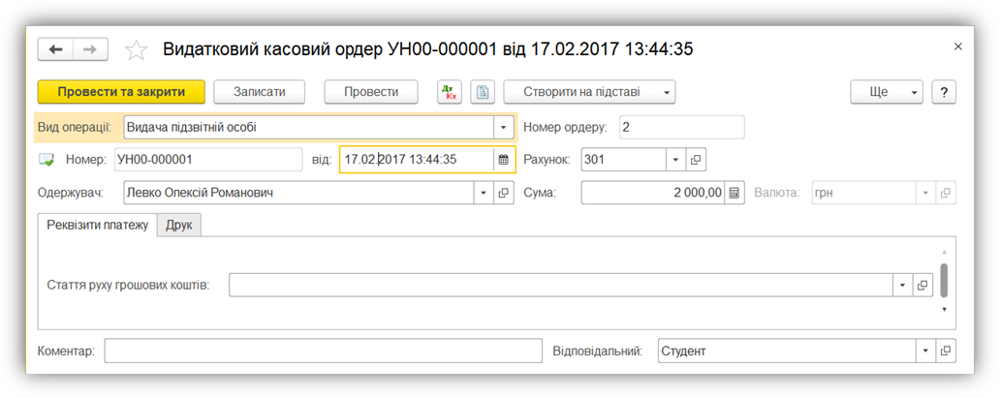 Видатковий касовий ордер УН00-000001 від 17.02.2017 13:44:35
Провести та закрити Записати Провести Дт Кт Створити на підставі Ще ?
Вид операції: Видача підзвітній особі Номер ордеру: 2
Номер: УН00-000001 від: 17.02.2017 13:44:35 Рахунок: 301
Одержувач: Левко Олексій Романович Сума: 2 000,00 Валюта: грн
Реквізити платежу Друк
Стаття руху грошових коштів:
Коментар: Відповідальний: Студент